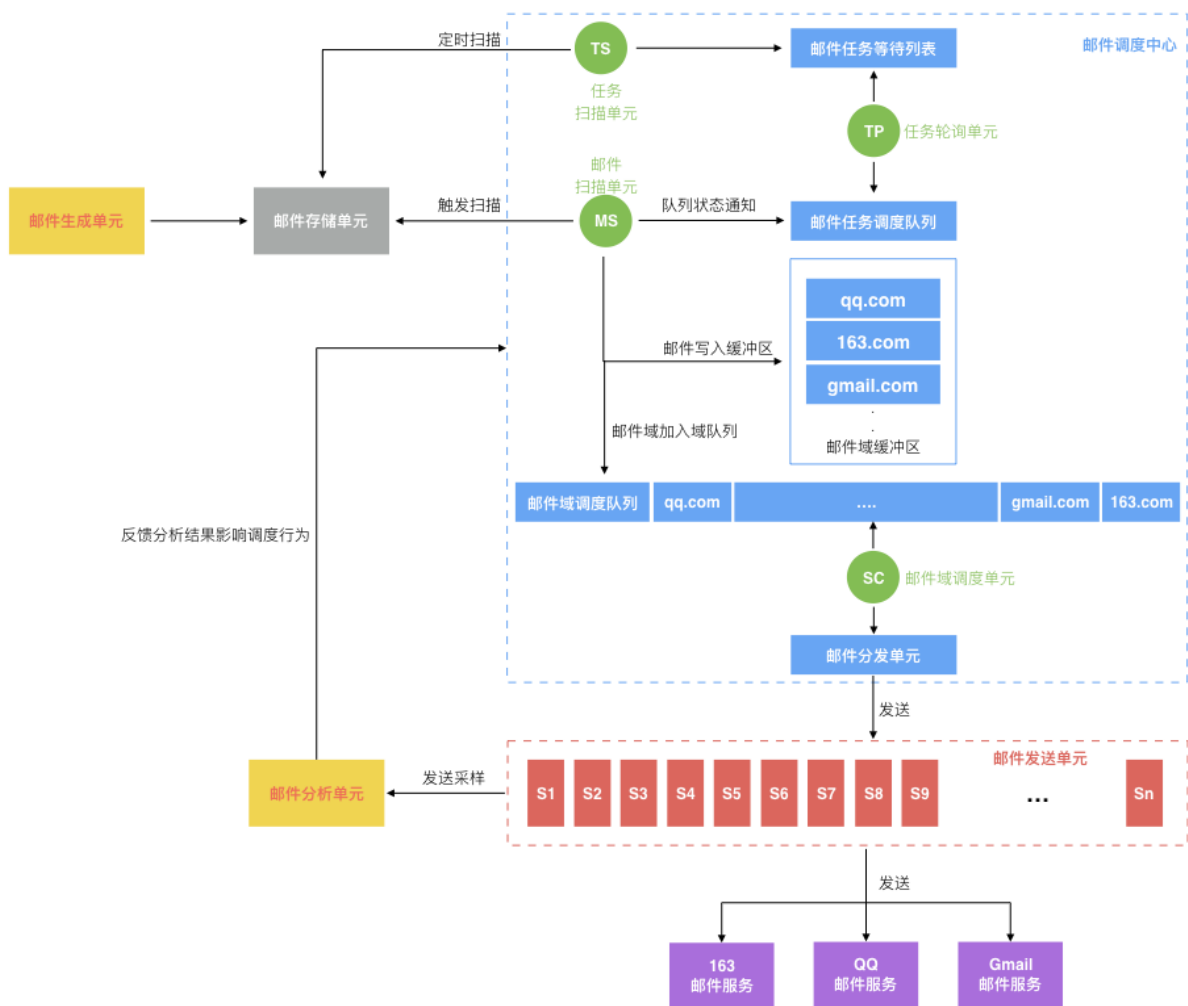 定时扫描
TS
任务
扫描单元
邮件任务等待列表
邮件调度中心
TP
任务轮询单元
邮件
扫描单元
邮件生成单元
邮件存储单元
触发扫描
MS
队列状态通知
邮件任务调度队列
qq.com
163.com
gmail.com
.
.
邮件域缓冲区
邮件写入缓冲区
邮件域加入域队列
邮件域调度队列
qq.com
....
gmail.com
163.com
反馈分析结果影响调度行为
SC
邮件域调度单元
邮件分发单元
发送
邮件发送单元
邮件分析单元
发送采样
S1
S2
S3
S4
S5
S6
S7
S8
S9
...
Sn
发送
163
邮件服务
QQ
邮件服务
Gmail
邮件服务